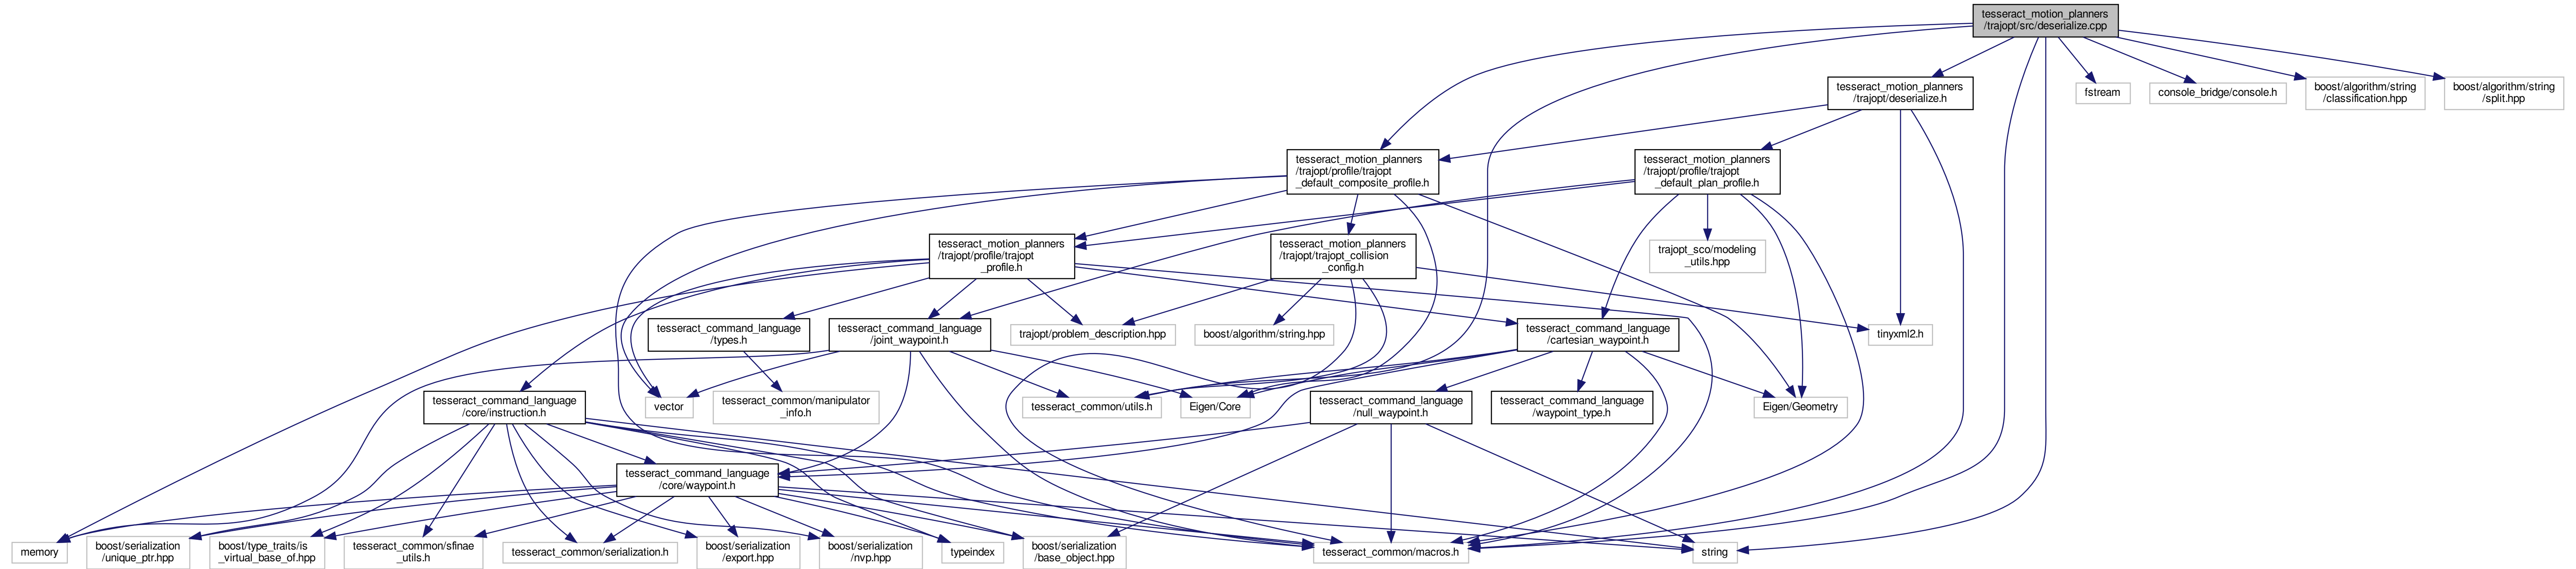 tesseract_motion_planners
/trajopt/src/deserialize.cpp
tesseract_motion_planners
/trajopt/deserialize.h
fstream
console_bridge/console.h
boost/algorithm/string
/classification.hpp
boost/algorithm/string
/split.hpp
tesseract_motion_planners
/trajopt/profile/trajopt
_default_composite_profile.h
tesseract_motion_planners
/trajopt/profile/trajopt
_default_plan_profile.h
tesseract_motion_planners
/trajopt/profile/trajopt
_profile.h
tesseract_motion_planners
/trajopt/trajopt_collision
_config.h
trajopt_sco/modeling
_utils.hpp
tesseract_command_language
/types.h
tesseract_command_language
/joint_waypoint.h
trajopt/problem_description.hpp
boost/algorithm/string.hpp
tesseract_command_language
/cartesian_waypoint.h
tinyxml2.h
tesseract_command_language
/core/instruction.h
vector
tesseract_common/manipulator
_info.h
tesseract_common/utils.h
Eigen/Core
tesseract_command_language
/null_waypoint.h
tesseract_command_language
/waypoint_type.h
Eigen/Geometry
tesseract_command_language
/core/waypoint.h
memory
boost/serialization
/unique_ptr.hpp
boost/type_traits/is
_virtual_base_of.hpp
tesseract_common/sfinae
_utils.h
tesseract_common/serialization.h
boost/serialization
/export.hpp
boost/serialization
/nvp.hpp
typeindex
boost/serialization
/base_object.hpp
tesseract_common/macros.h
string